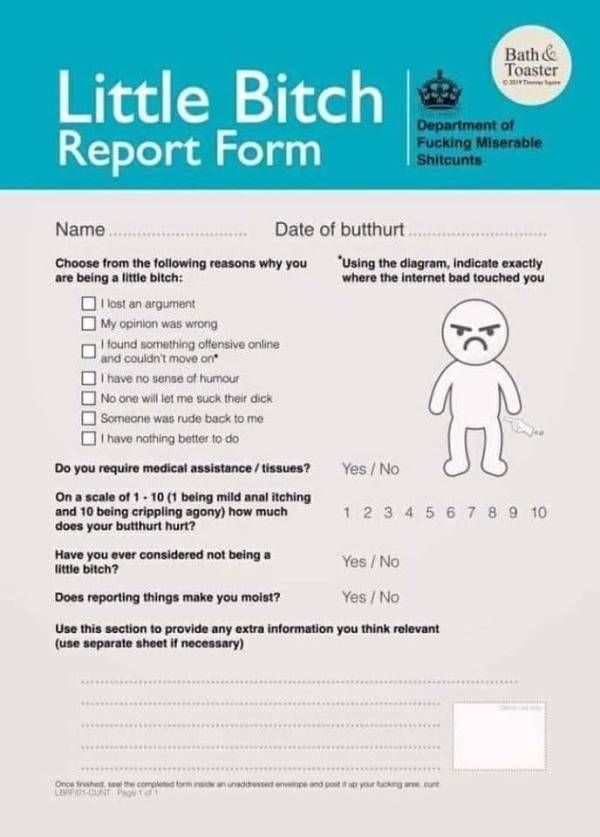 Bath &
Toaster
Little Bitch
Report Form
Department of
Fucking Miserable
Shitcunts
Name
Date of butthurt
Choose from the following reasons why you
are being a little bitch:
*Using the diagram, indicate exactly
where the internet bad touched you
I lost an argument
My opinion was wrong
I found something offensive online
and couldn't move on*
I have no sense of humour
No one will let me suck their dick
Someone was rude back to me
I have nothing better to do
Do you require medical assistance / tissues?
Yes / No
On a scale of 1 - 10 (1 being mild anal itching
and 10 being crippling agony) how much
does your butthurt hurt?
1 2 3 4 5 6 7 8 9 10
Have you ever considered not being a
little bitch?
Yes / No
Does reporting things make you moist?
Yes / No
Use this section to provide any extra information you think relevant
(use separate sheet if necessary)
Office use only
Once finished, seal the completed form inside an unaddressed envelope and post it up your fucking arse, cunt
Page 1 of 1